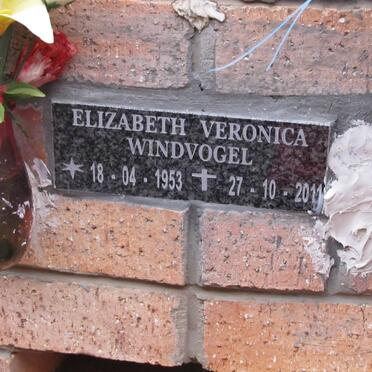 ELIZABETH VERONICA
WINDVOGEL
18 - 04 - 1953 27 - 10 - 2011